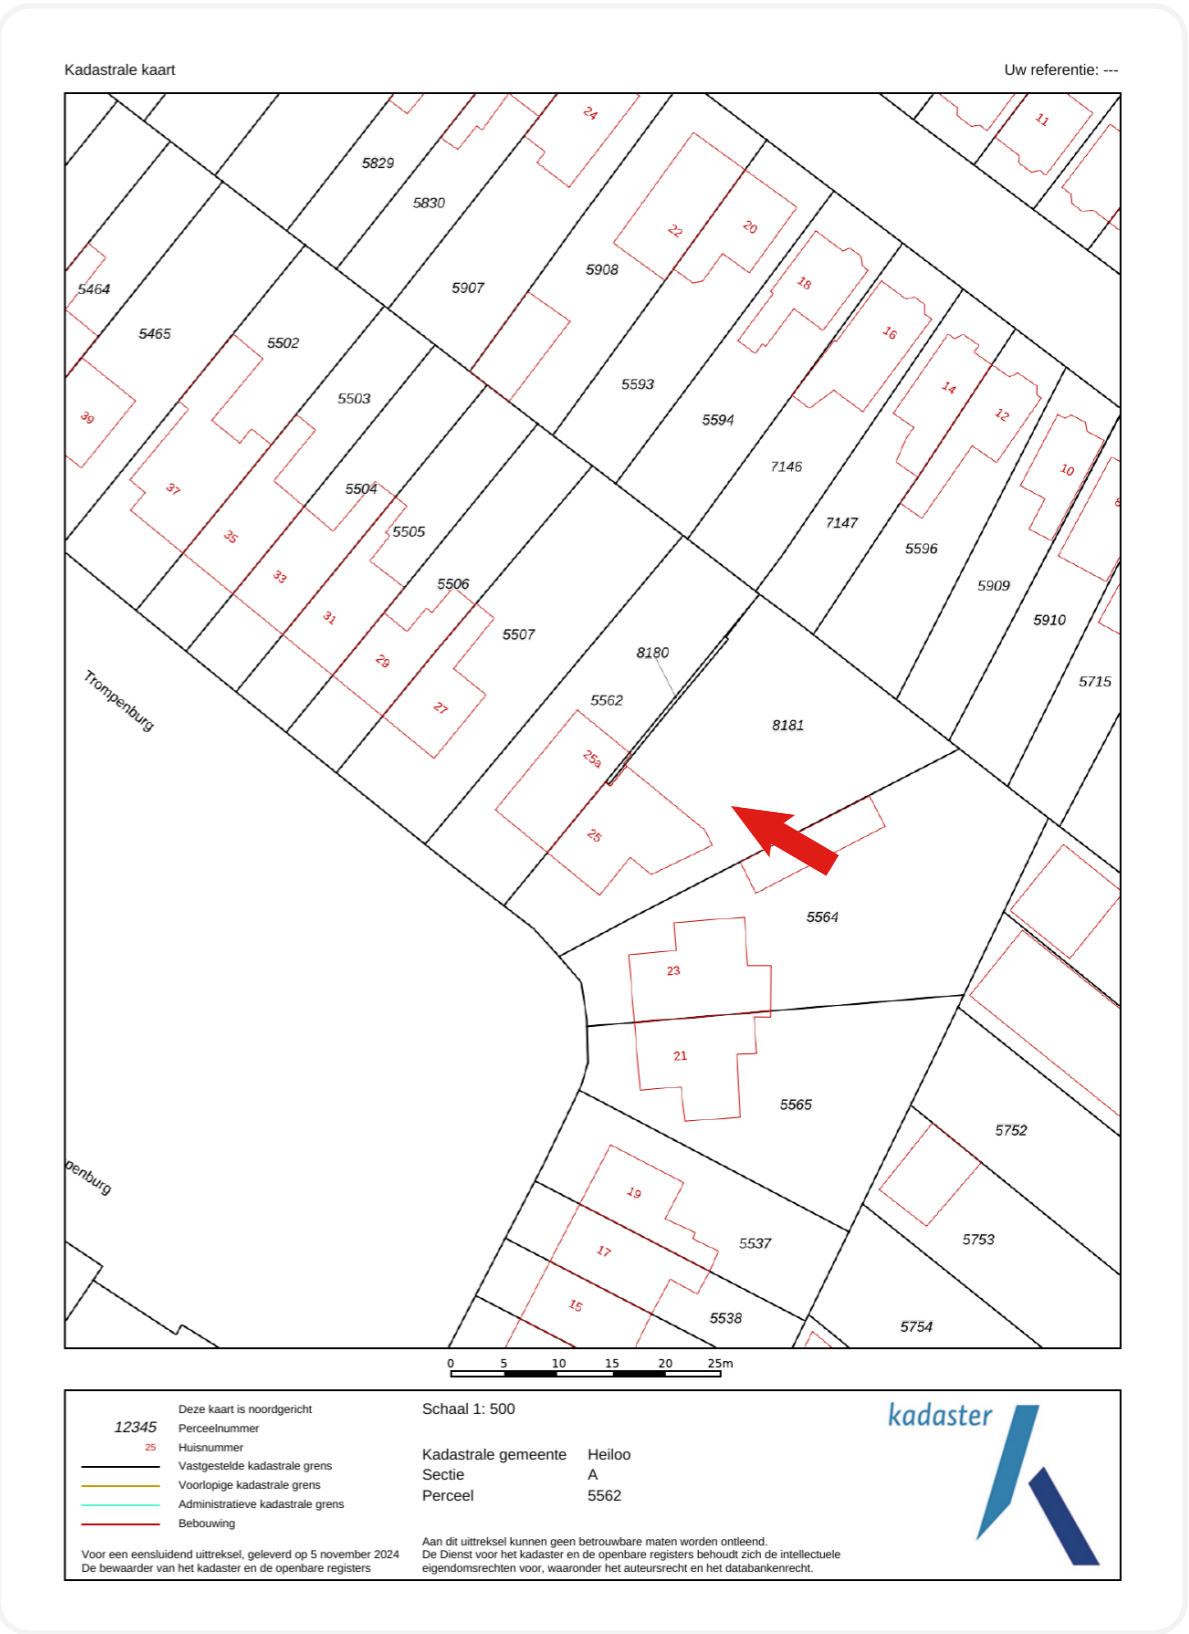 Kadastrale kaart
Uw referentie: ---
24
11
5829
5830
22
20
5908
5907
18
5464
5465
5502
16
5503
5593
14
12
5594
39
10
8
7146
37
5504
7147
5505
35
5596
33
5506
5909
31
5507
5910
29
8180
5715
Trompenburg
27
5562
8181
25a
25
5564
23
21
5565
5752
penburg
19
5537
5753
17
15
5538
5754
0 5 10 15 20 25m
Deze kaart is noordgericht
12345 Perceelnummer
25 Huisnummer
Vastgestelde kadastrale grens
Voorlopige kadastrale grens
Administratieve kadastrale grens
Bebouwing
Voor een eensluidend uittreksel, geleverd op 5 november 2024
De bewaarder van het kadaster en de openbare registers
Schaal 1: 500
Kadastrale gemeente Heiloo
Sectie A
Perceel 5562
Aan dit uittreksel kunnen geen betrouwbare maten worden ontleend.
De Dienst voor het kadaster en de openbare registers behoudt zich de intellectuele
eigendomsrechten voor, waaronder het auteursrecht en het databankenrecht.
kadaster